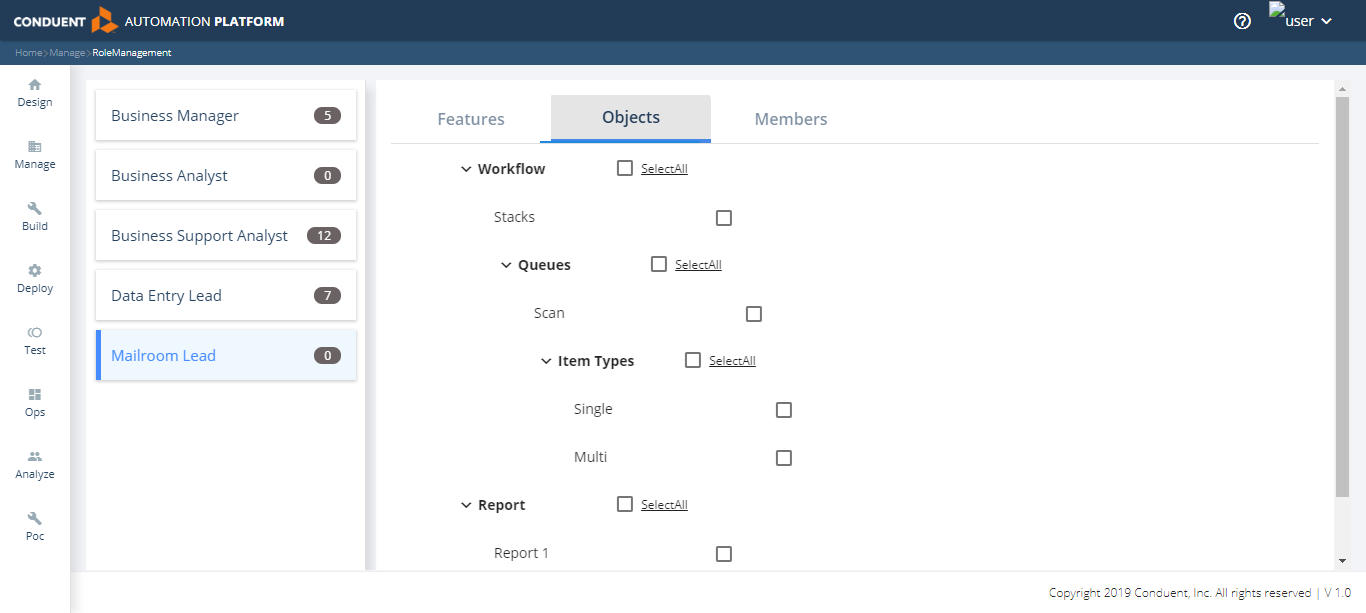 CONDUENT AUTOMATION PLATFORM
user
Home>Manage>RoleManagement
Design
Manage
Build
Deploy
Test
Ops
Analyze
Poc
Business Manager 5
Business Analyst 0
Business Support Analyst 12
Data Entry Lead 7
Mailroom Lead 0
Features Objects Members
Workflow SelectAll
Stacks
Queues SelectAll
Scan
Item Types SelectAll
Single
Multi
Report SelectAll
Report 1
Copyright 2019 Conduent, Inc. All rights reserved | V 1.0